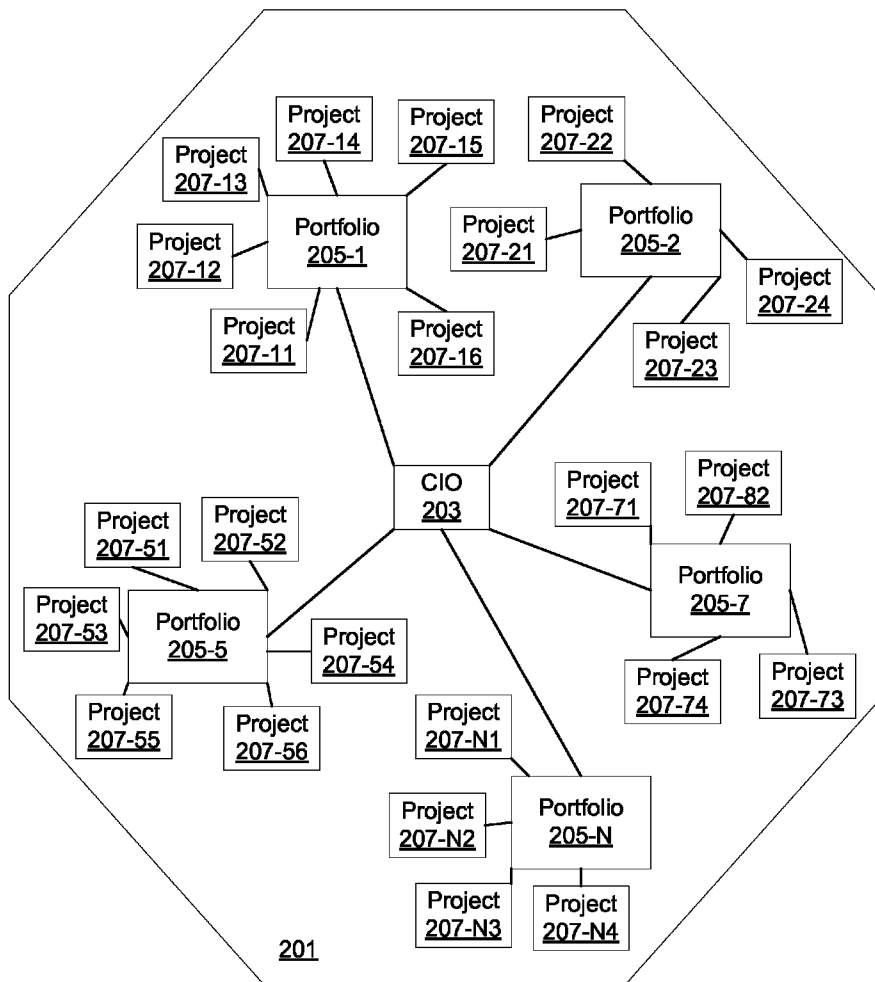 Project
207-14
Project
207-15
Project
207-22
Project
207-13
Portfolio
205-1
Portfolio
205-2
Project
207-12
Project
207-21
Project
207-24
Project
207-11
Project
207-16
Project
207-23
CIO
203
Project
207-71
Project
207-82
Project
207-51
Project
207-52
Portfolio
205-7
Project
207-53
Portfolio
205-5
Project
207-54
Project
207-74
Project
207-73
Project
207-55
Project
207-56
Project
207-N1
Portfolio
205-N
Project
207-N2
Project
207-N3
Project
207-N4
201